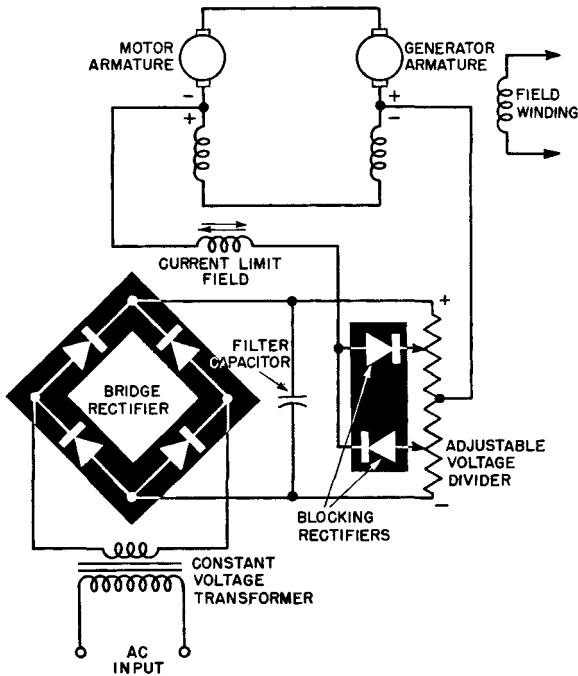 MOTOR
ARMATURE
GENERATOR
ARMATURE
FIELD
WINDING
−
+
+
−
CURRENT LIMIT
FIELD
+
FILTER
CAPACITOR
BRIDGE
RECTIFIER
ADJUSTABLE
VOLTAGE
DIVIDER
−
BLOCKING
RECTIFIERS
CONSTANT
VOLTAGE
TRANSFORMER
AC
INPUT